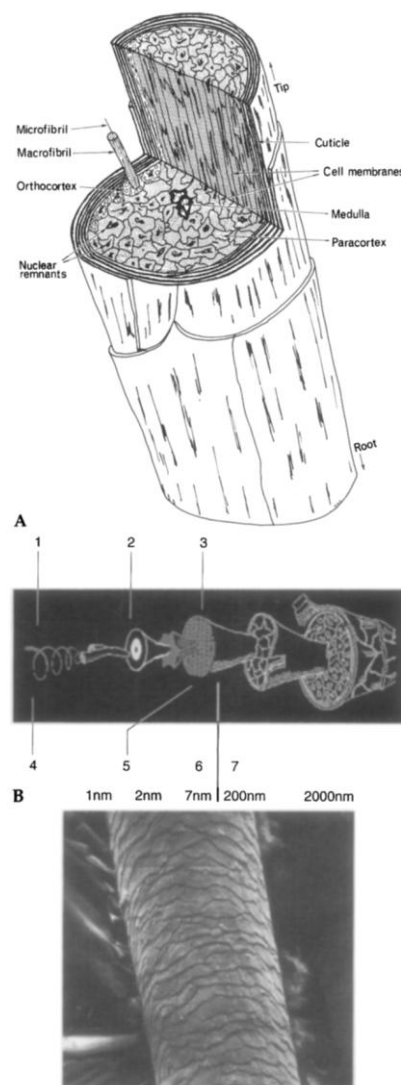 Tip
Microfibril
Macrofibril
Cuticle
Cell membranes
Orthocortex
Medulla
Paracortex
Nuclear
remnants
Root
A
1 2 3
4 5 6 7
1nm 2nm 7nm 200nm 2000nm
B